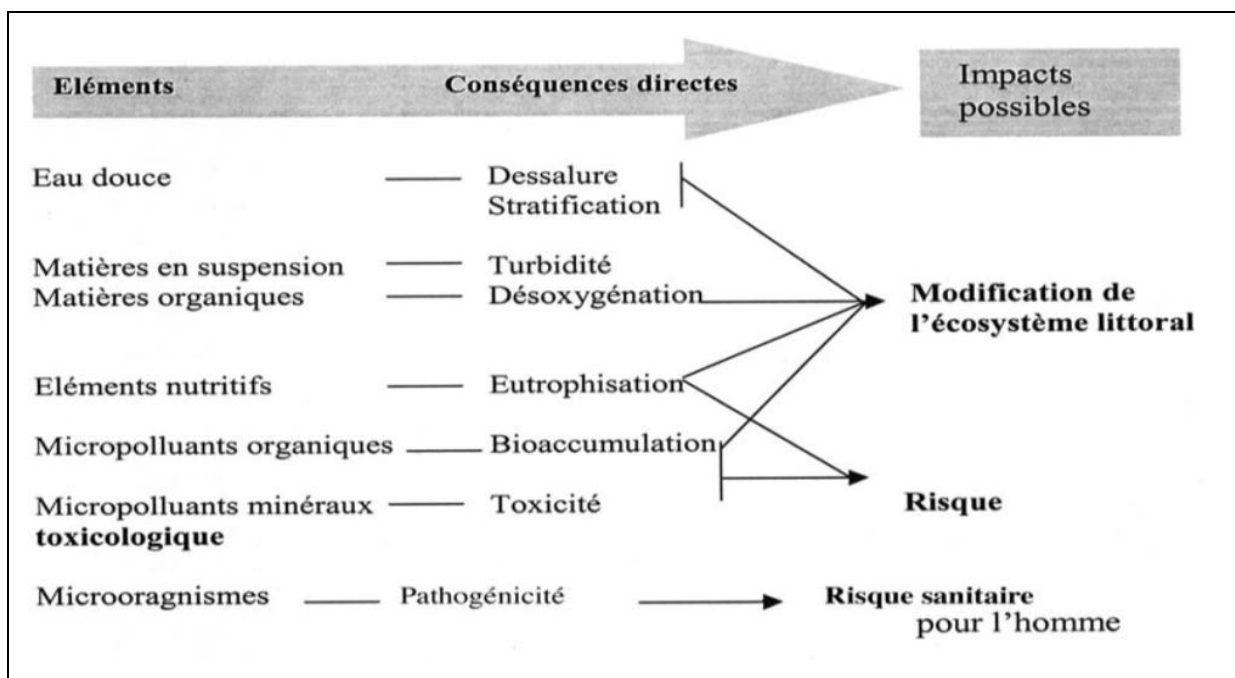 Eléments Conséquences directes Impacts
possibles
Eau douce Dessalure
Stratification
Matières en suspension Turbidité
Matières organiques Désoxygénation
Modification de
l'écosystème littoral
Eléments nutritifs Eutrophisation
Micropolluants organiques Bioaccumulation
Micropolluants minéraux Toxicité Risque
toxicologique
Microoragnismes Pathogénicité Risque sanitaire
pour l'homme